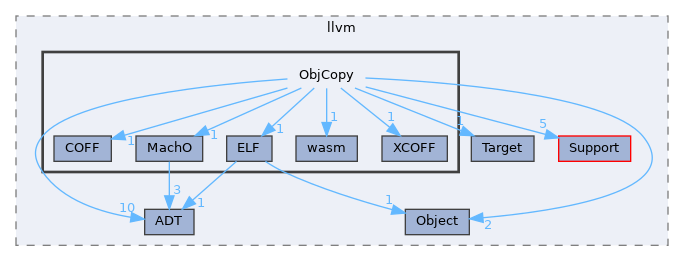 llvm
ObjCopy
5
1
1
1
1
1
1
COFF
MachO
ELF
wasm
XCOFF
Target
Support
3
1
1
10
2
ADT
Object